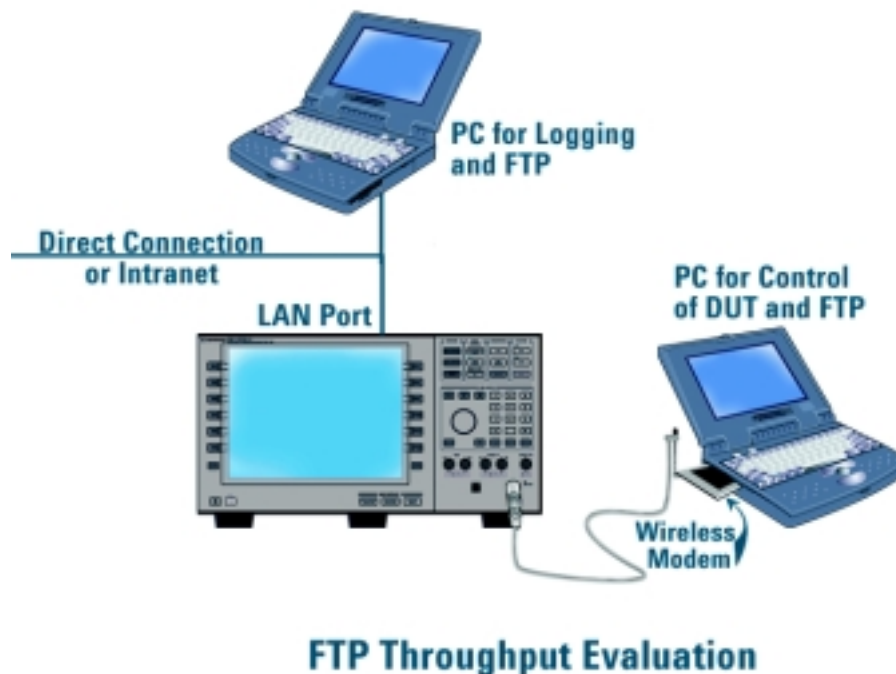 PC for Logging
and FTP
Direct Connection
or Intranet
LAN Port
PC for Control
of DUT and FTP
Wireless
Modem
FTP Throughput Evaluation